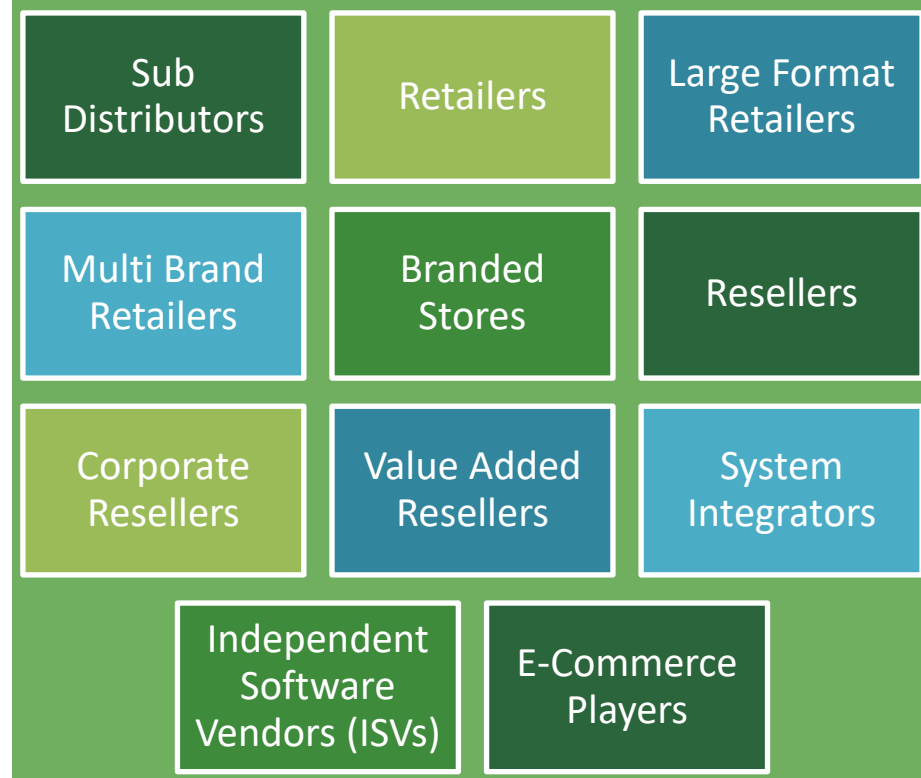 Sub
Distributors
Retailers
Large Format
Retailers
Multi Brand
Retailers
Branded
Stores
Resellers
Corporate
Resellers
Value Added
Resellers
System
Integrators
Independent
Software
Vendors (ISVs)
E-Commerce
Players